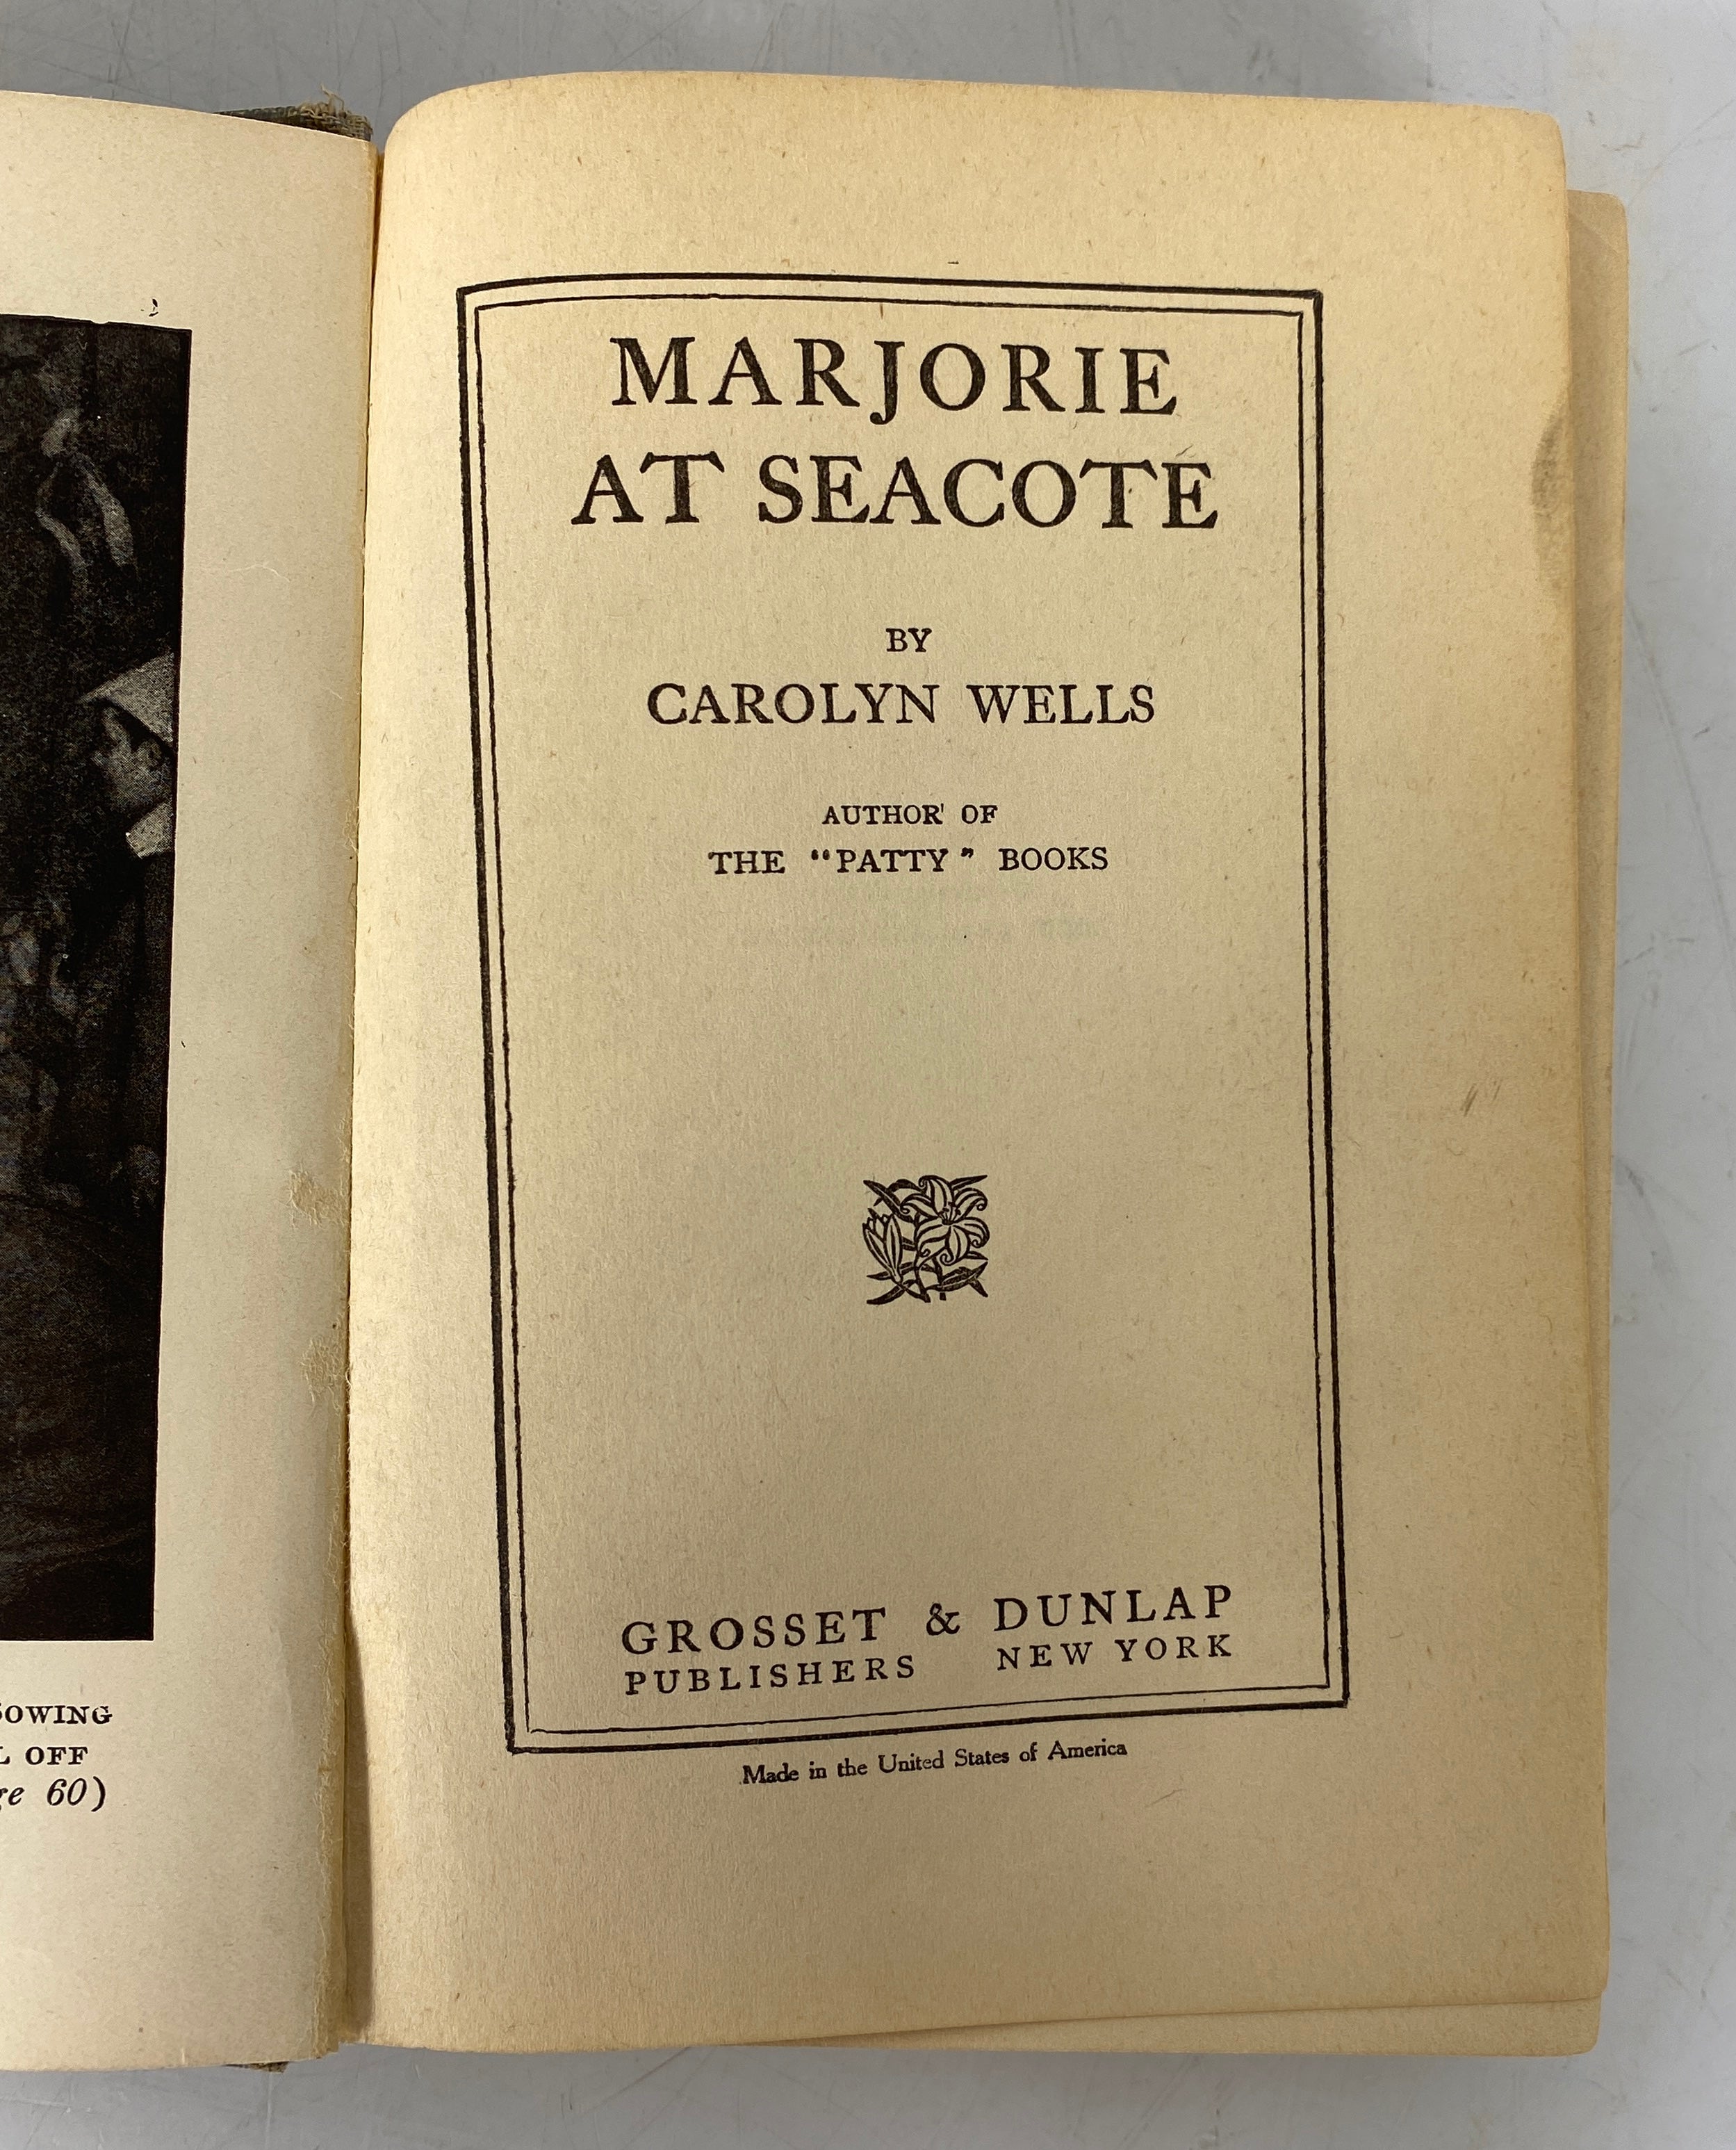 OWING
OFF
60)
MARJORIE
AT SEACOTE
BY
CAROLYN WELLS
AUTHOR OF
THE "PATTY" BOOKS
GROSSET & DUNLAP
PUBLISHERS NEW YORK
Made in the United States of America